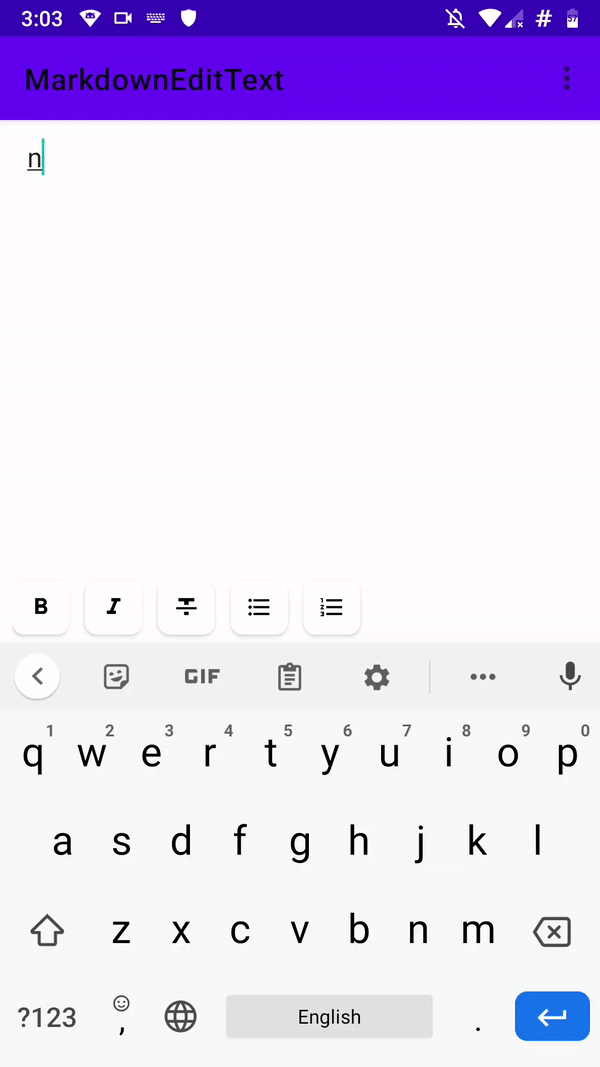 3:03
MarkdownEditText
n
B I
GIF
1 2 3 4 5 6 7 8 9 0
q w e r t y u i o p
a s d f g h j k l
z x c v b n m
?123 , English .